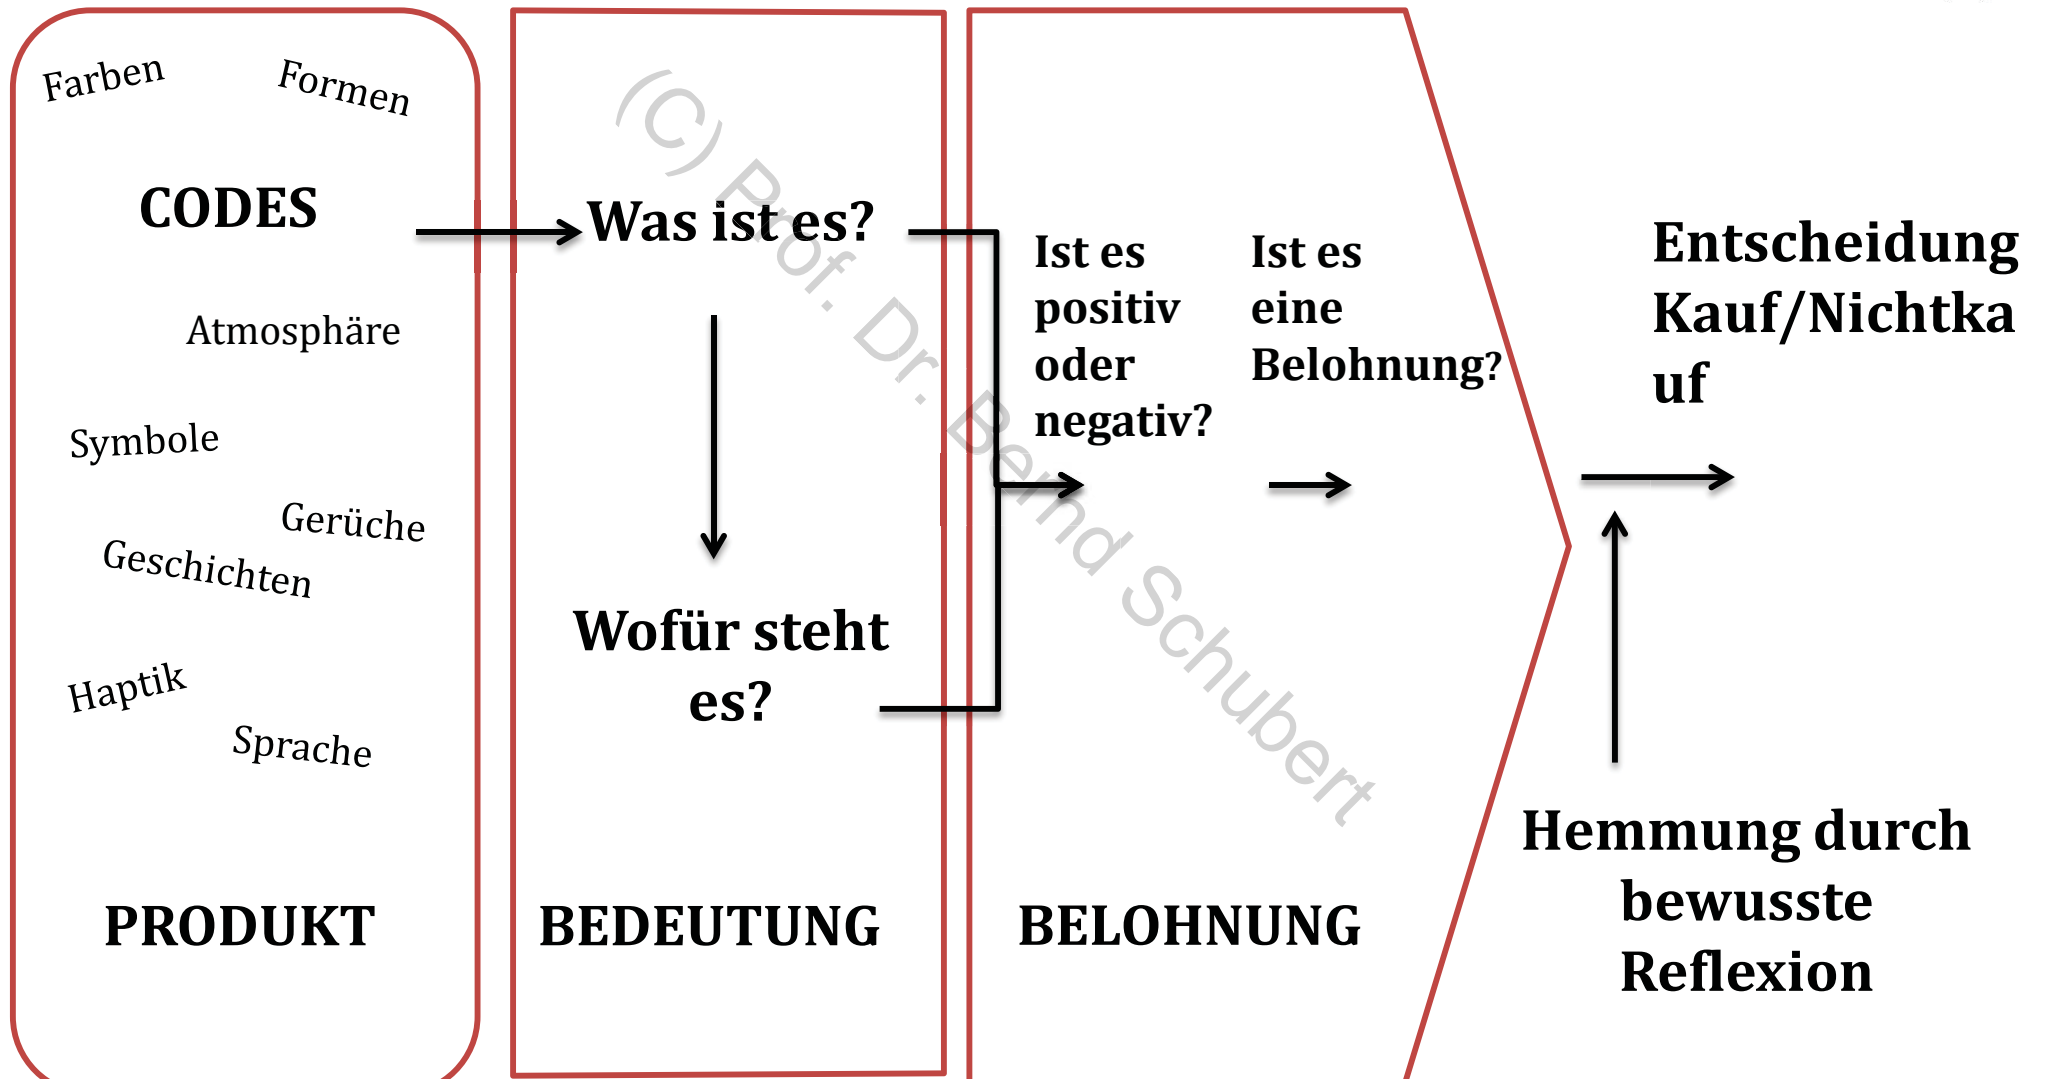 Farben
Formen
CODES
Atmosphäre
Symbole
Gerüche
Geschichten
Haptik
Sprache
PRODUKT
Was ist es?
Wofür steht
es?
BEDEUTUNG
Ist es
positiv
oder
negativ?
Ist es
eine
Belohnung?
BELOHNUNG
Entscheidung
Kauf/Nichtka
uf
Hemmung durch
bewusste
Reflexion
(C) Prof. Dr. Bernd Schubert